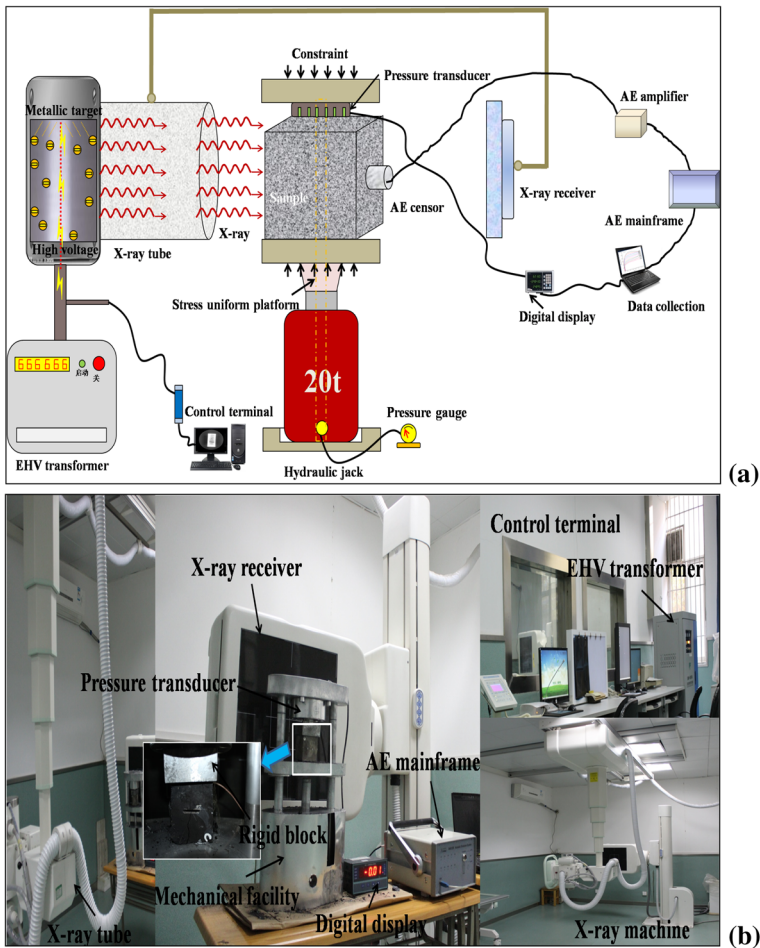 Constraint
Pressure transducer
Metallic target
AE amplifier
Sample
X-ray receiver
AE censor
AE mainframe
High voltage
X-ray tube
X-ray
Stress uniform platform
Digital display
Data collection
666666
启动
关
20t
Control terminal
Pressure gauge
EHV transformer
Hydraulic jack
(a)
Control terminal
EHV transformer
X-ray receiver
Pressure transducer
AE mainframe
Rigid block
Mechanical facility
-0.01
Digital display
X-ray tube
X-ray machine
(b)